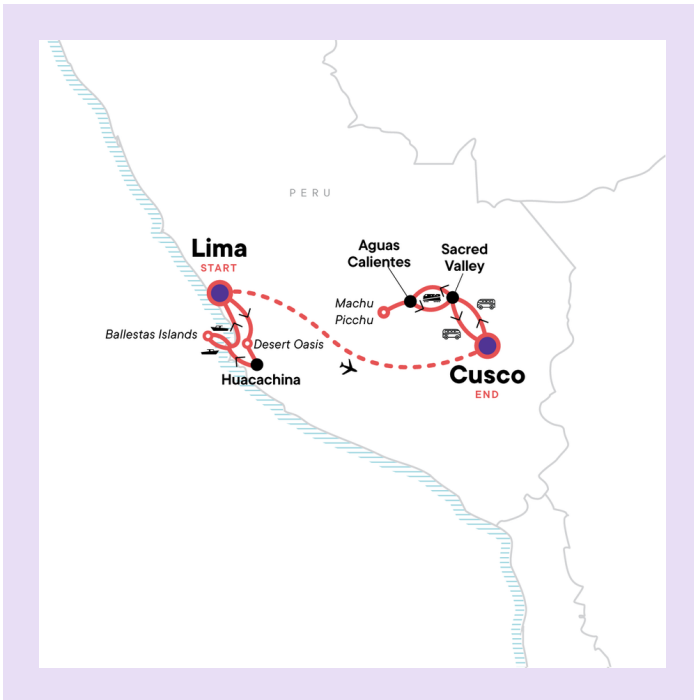 PERU
Lima
START
Aguas
Calientes
Sacred
Valley
Machu
Picchu
Ballestas Islands
Desert Oasis
Huacachina
Cusco
END